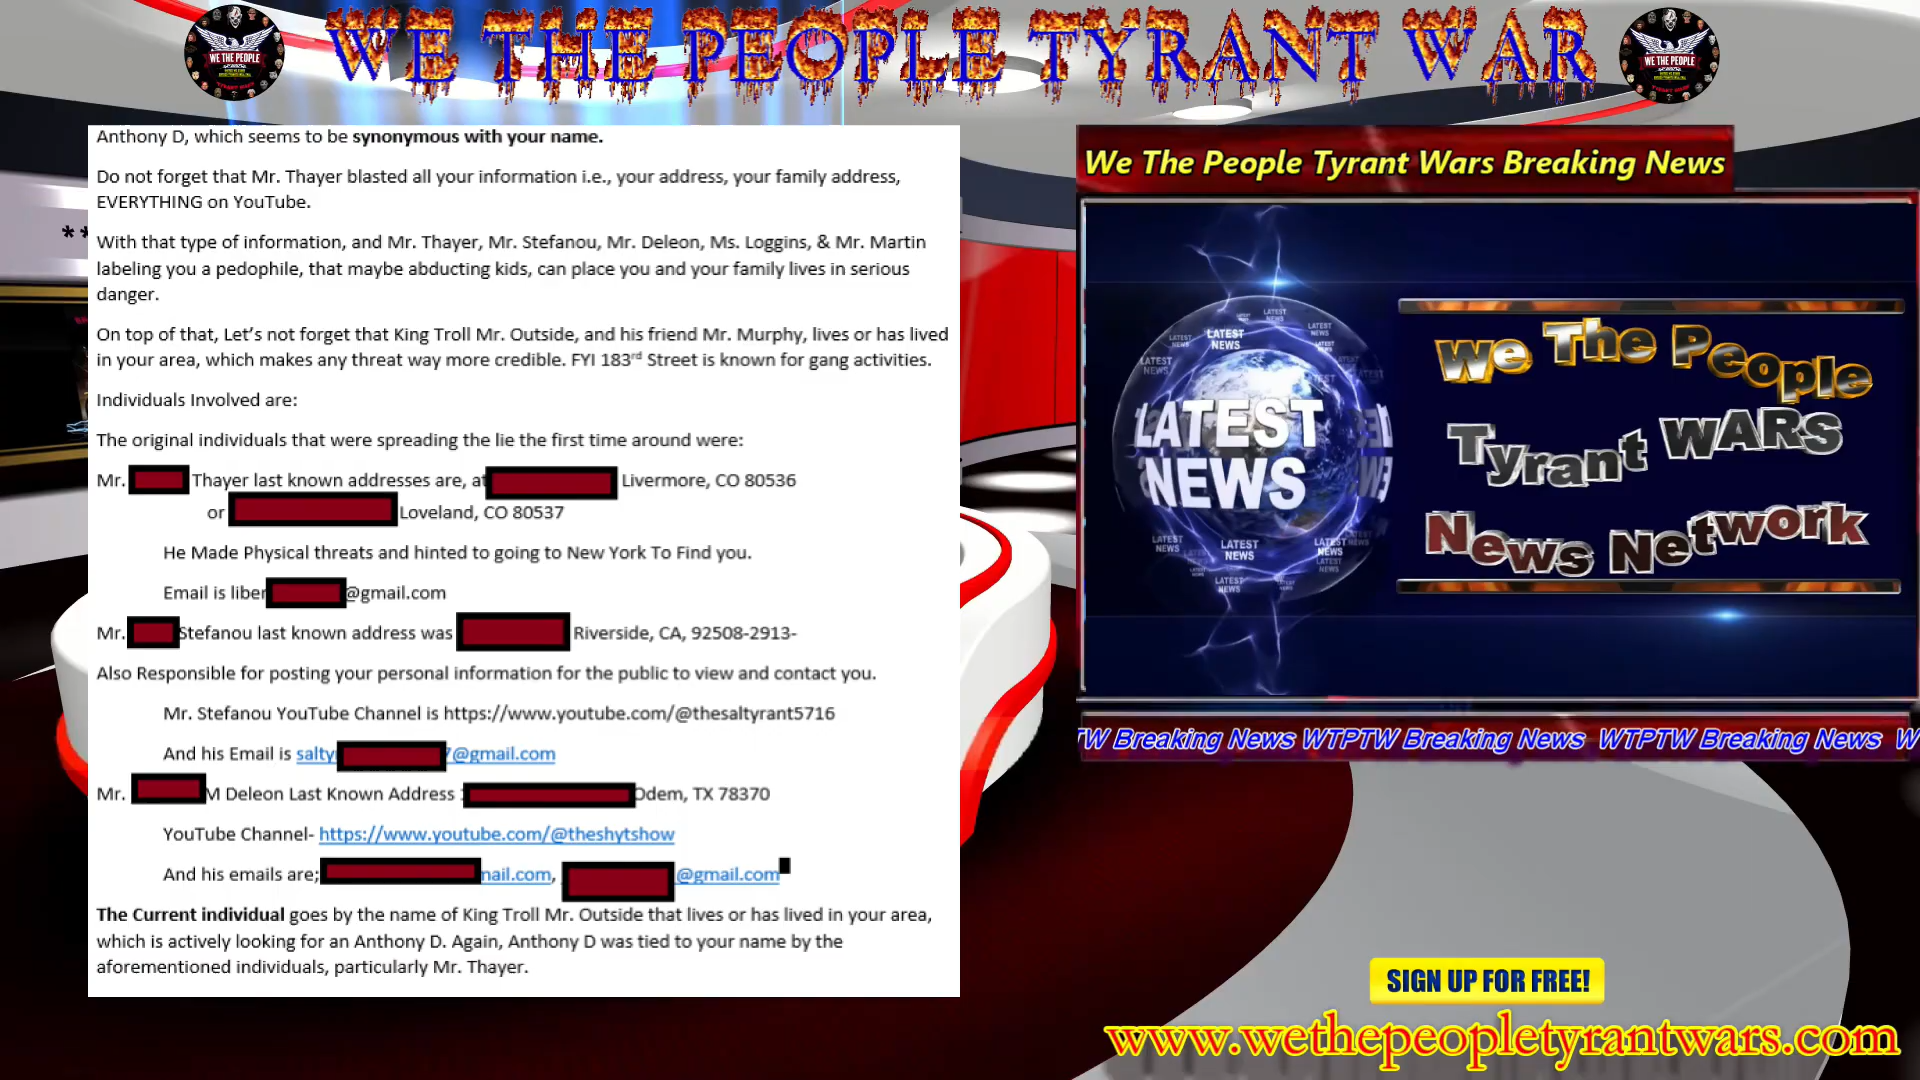 WE THE PEOPLE TYRANT WAR
WE THE PEOPLE
TYRANT WARS
WE THE PEOPLE
TYRANT WARS
**
Anthony D, which seems to be synonymous with your name.
Do not forget that Mr. Thayer blasted all your information i.e., your address, your family address,
EVERYTHING on YouTube.
With that type of information, and Mr. Thayer, Mr. Stefanou, Mr. Deleon, Ms. Loggins, & Mr. Martin
labeling you a pedophile, that maybe abducting kids, can place you and your family lives in serious
danger.
On top of that, Let's not forget that King Troll Mr. Outside, and his friend Mr. Murphy, lives or has lived
in your area, which makes any threat way more credible. FYI 183rd Street is known for gang activities.
Individuals Involved are:
The original individuals that were spreading the lie the first time around were:
Mr. Thayer last known addresses are, at Livermore, CO 80536
or Loveland, CO 80537
He Made Physical threats and hinted to going to New York To Find you.
Email is liber @gmail.com
Mr. Stefanou last known address was Riverside, CA, 92508-2913-
Also Responsible for posting your personal information for the public to view and contact you.
Mr. Stefanou YouTube Channel is https://www.youtube.com/@thesaltyrant5716
And his Email is salty 7@gmail.com
Mr. M Deleon Last Known Address Odem, TX 78370
YouTube Channel- https://www.youtube.com/@theshytshow
And his emails are; mail.com, @gmail.com
The Current individual goes by the name of King Troll Mr. Outside that lives or has lived in your area,
which is actively looking for an Anthony D. Again, Anthony D was tied to your name by the
aforementioned individuals, particularly Mr. Thayer.
We The People Tyrant Wars Breaking News
LATEST
NEWS
We The People
Tyrant WARS
News Network
TW Breaking News WTPTW Breaking News WTPTW Breaking News W
SIGN UP FOR FREE!
www.wethepeopletyrantwars.com